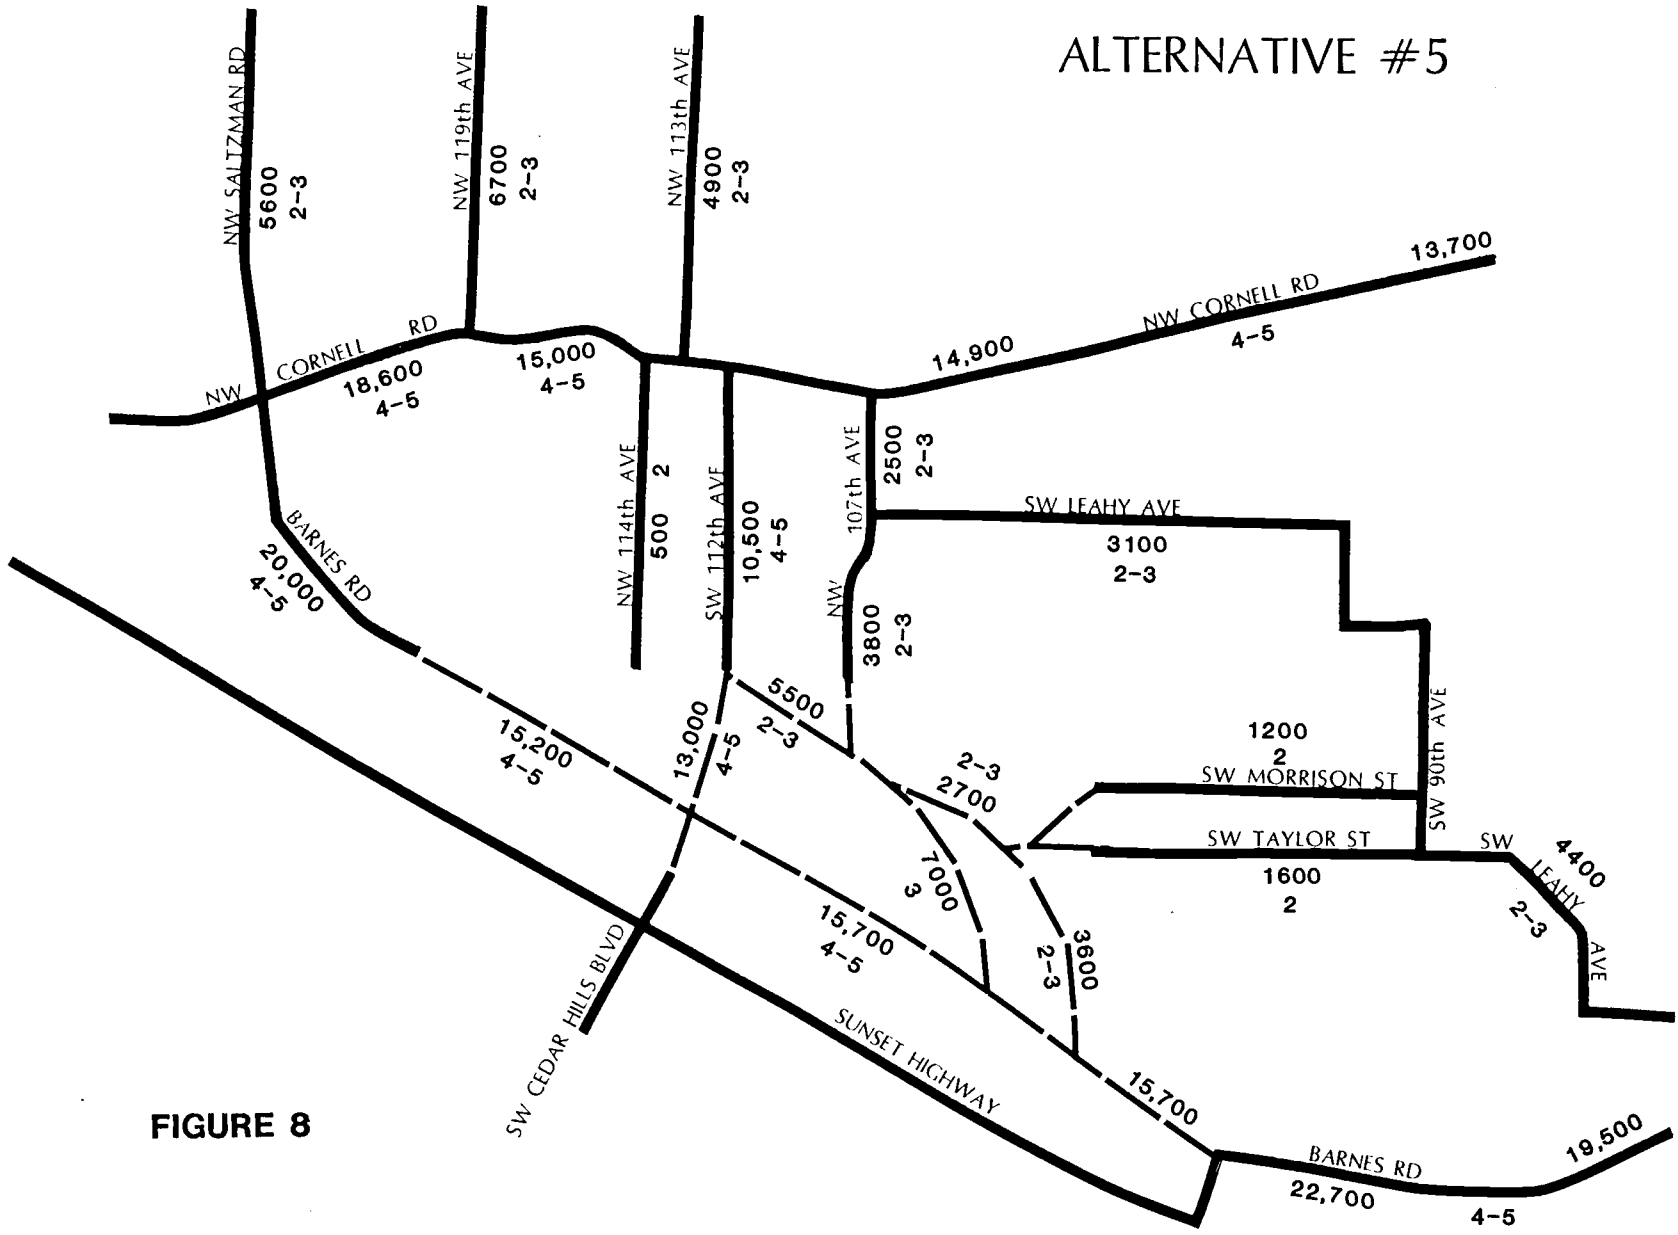 ALTERNATIVE #5
NW SALTZMAN RD
5600
2-3
NW 119th AVE
6700
2-3
NW 113th AVE
4900
2-3
13,700
NW CORNELL RD
4-5
14,900
NW CORNELL RD
18,600
4-5
15,000
4-5
BARNES RD
20,000
4-5
NW 114th AVE
500 2
SW 112th AVE
10,500
4-5
NW 107th AVE
2500
2-3
3800
2-3
SW LEAHY AVE
3100
2-3
15,200
4-5
13,000
4-5
5500
2-3
2-3
2700
1200
2
SW MORRISON ST
SW 90th AVE
SW TAYLOR ST
1600
2
SW LEAHY AVE
4400
2-3
7000
3
3600
2-3
15,700
4-5
SW CEDAR HILLS BLVD
SUNSET HIGHWAY
15,700
BARNES RD
22,700
4-5
19,500
FIGURE 8